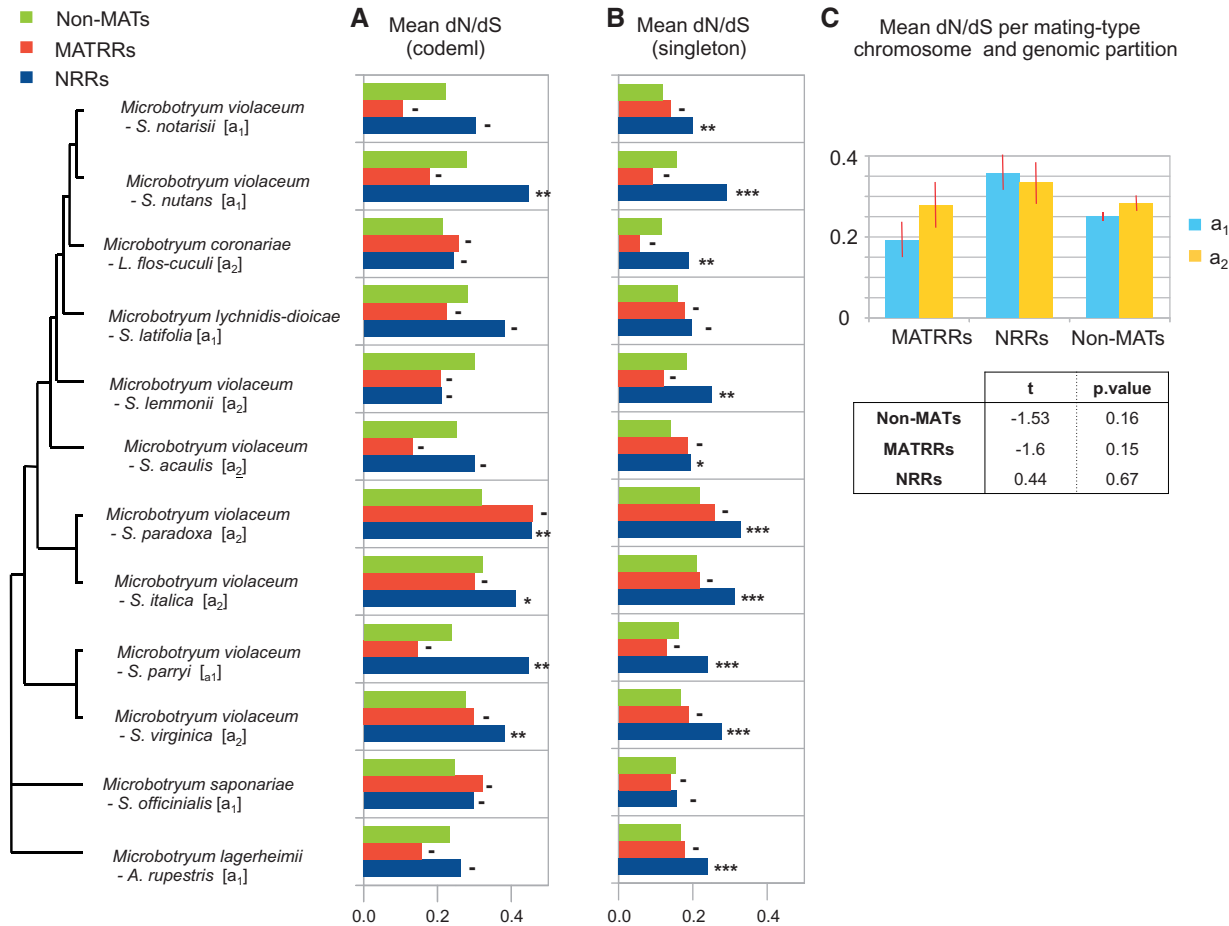 Non-MATs
MATRRs
NRRs
A
Mean dN/dS
(codeml)
B
Mean dN/dS
(singleton)
C
Mean dN/dS per mating-type
chromosome and genomic partition
Microbotryum violaceum
- S. notarisii [a1]
Microbotryum violaceum
- S. nutans [a1]
Microbotryum coronariae
- L. flos-cuculi [a2]
Microbotryum lychnidis-dioicae
- S. latifolia [a1]
Microbotryum violaceum
- S. lemmonii [a2]
Microbotryum violaceum
- S. acaulis [a2]
Microbotryum violaceum
- S. paradoxa [a2]
Microbotryum violaceum
- S. italica [a2]
Microbotryum violaceum
- S. parryi [a1]
Microbotryum violaceum
- S. virginica [a2]
Microbotryum saponariae
- S. officinialis [a1]
Microbotryum lagerheimii
- A. rupestris [a1]
-
-
-
**
-
-
-
-
-
-
-
-
-
**
-
*
-
**
-
**
-
-
-
-
0.0 0.2 0.4
-
**
-
***
-
**
-
-
-
**
-
*
-
***
-
***
-
***
-
***
-
-
-
***
0.0 0.2 0.4
0.4
0.2
0
MATRRs NRRs Non-MATs
a1
a2
t p.value
Non-MATs -1.53 0.16
MATRRs -1.6 0.15
NRRs 0.44 0.67